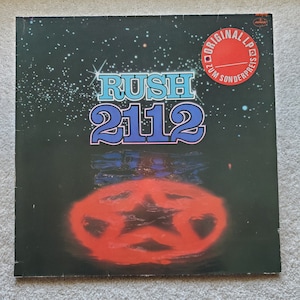 ORIGINAL LP
ZUM SONDERPREIS
RUSH
2112